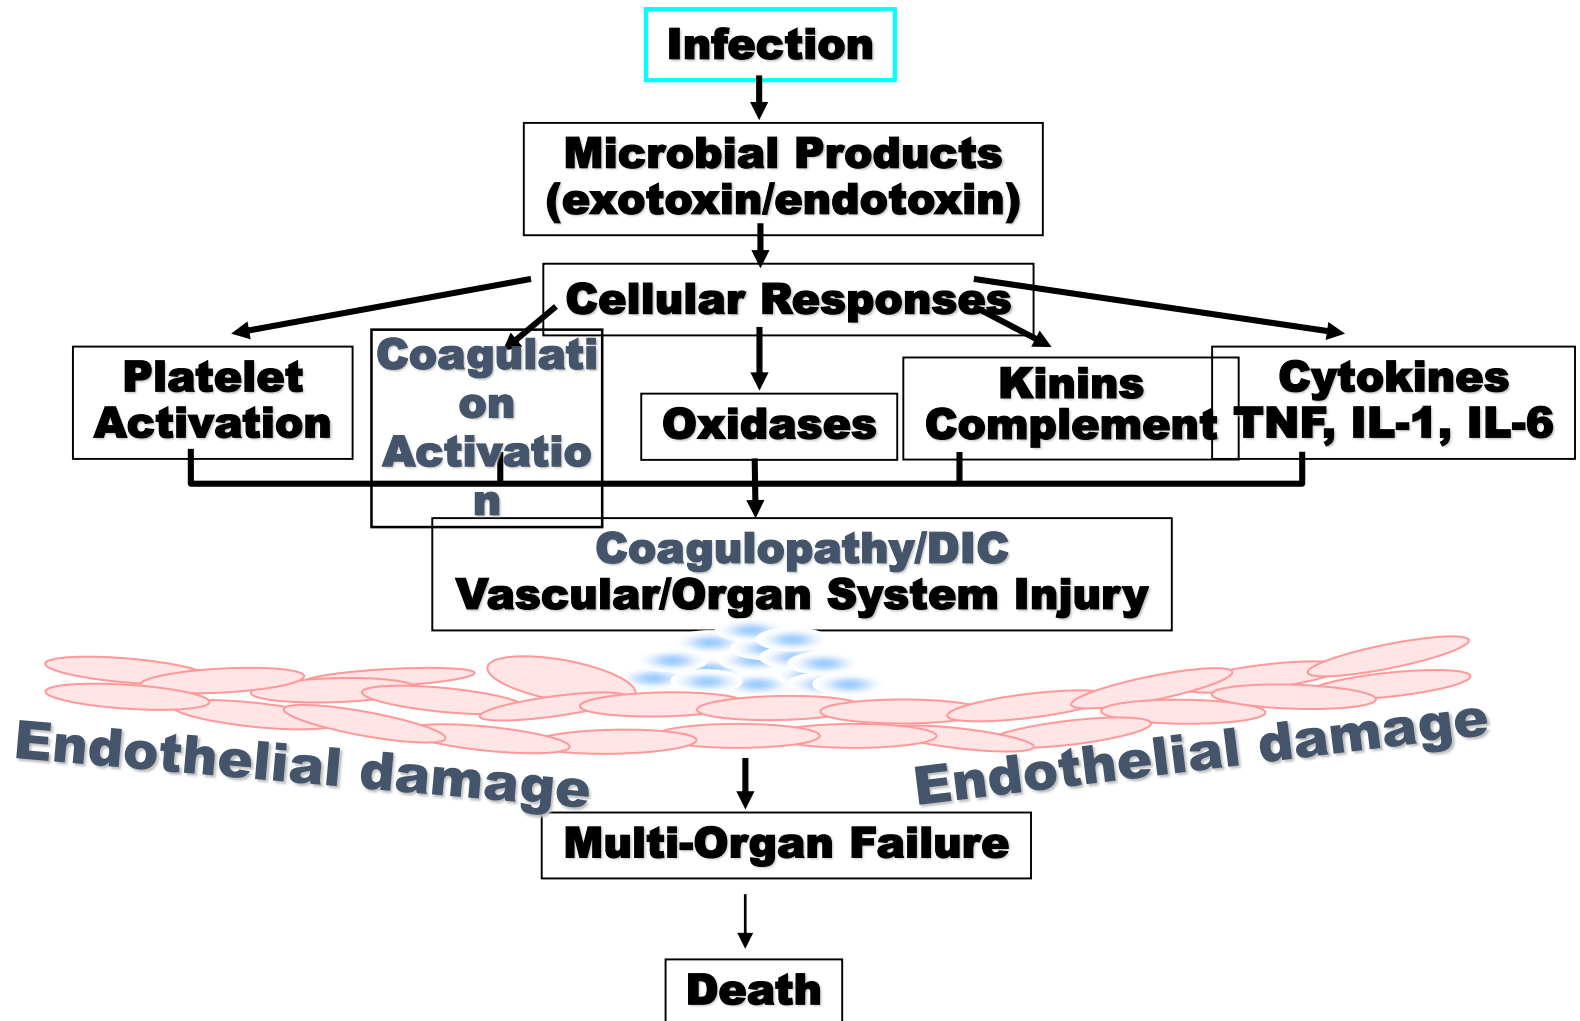 Infection
Microbial Products
(exotoxin/endotoxin)
Cellular Responses
Platelet
Activation
Coagulati
on
Activatio
n
Oxidases
Kinins
Complement
Cytokines
TNF, IL-1, IL-6
Coagulopathy/DIC
Vascular/Organ System Injury
Endothelial damage
Endothelial damage
Multi-Organ Failure
Death